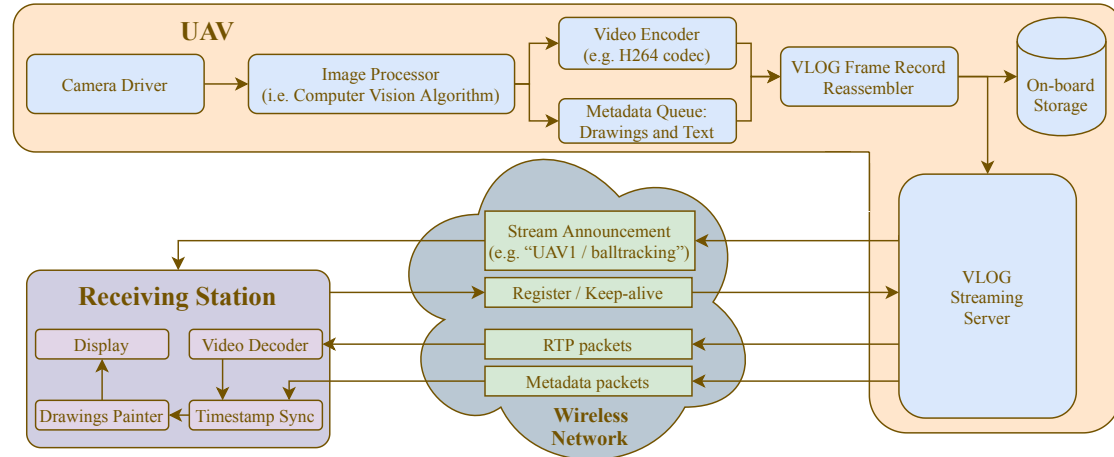 UAV
Camera Driver
Image Processor
(i.e. Computer Vision Algorithm)
Video Encoder
(e.g. H264 codec)
Metadata Queue:
Drawings and Text
VLOG Frame Record
Reassembler
On-board
Storage
Stream Announcement
(e.g. “UAV1 / balltracking”)
Register / Keep-alive
RTP packets
Metadata packets
Wireless
Network
VLOG
Streaming
Server
Receiving Station
Display
Video Decoder
Drawings Painter
Timestamp Sync